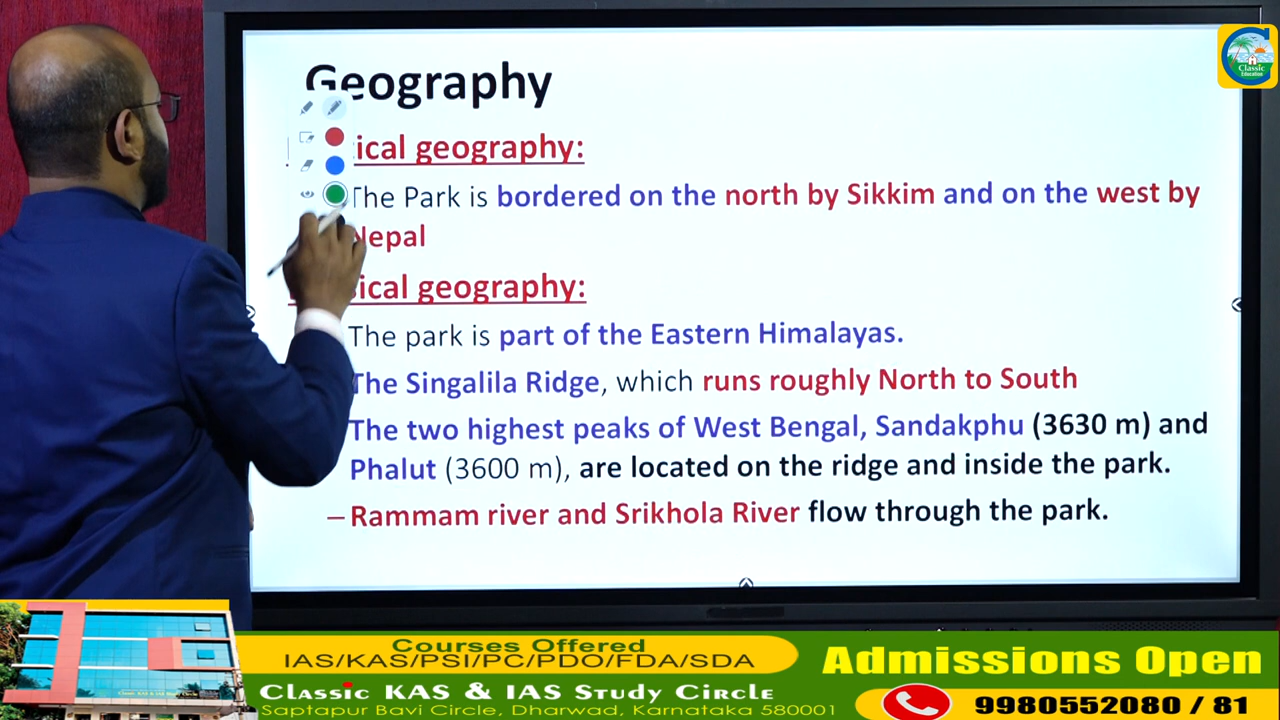 Geography
ical geography:
The Park is bordered on the north by Sikkim and on the west by
Nepal
ical geography:
The park is part of the Eastern Himalayas.
The Singalila Ridge, which runs roughly North to South
The two highest peaks of West Bengal, Sandakphu (3630 m) and
Phalut (3600 m), are located on the ridge and inside the park.
– Rammam river and Srikhola River flow through the park.
Classic
Education
Courses Offered
IAS/KAS/PSI/PC/PDO/FDA/SDA
Classic KAS & IAS Study Circle
Saptapur Bavi Circle, Dharwad, Karnataka 580001
Admissions Open
9980552080 / 81